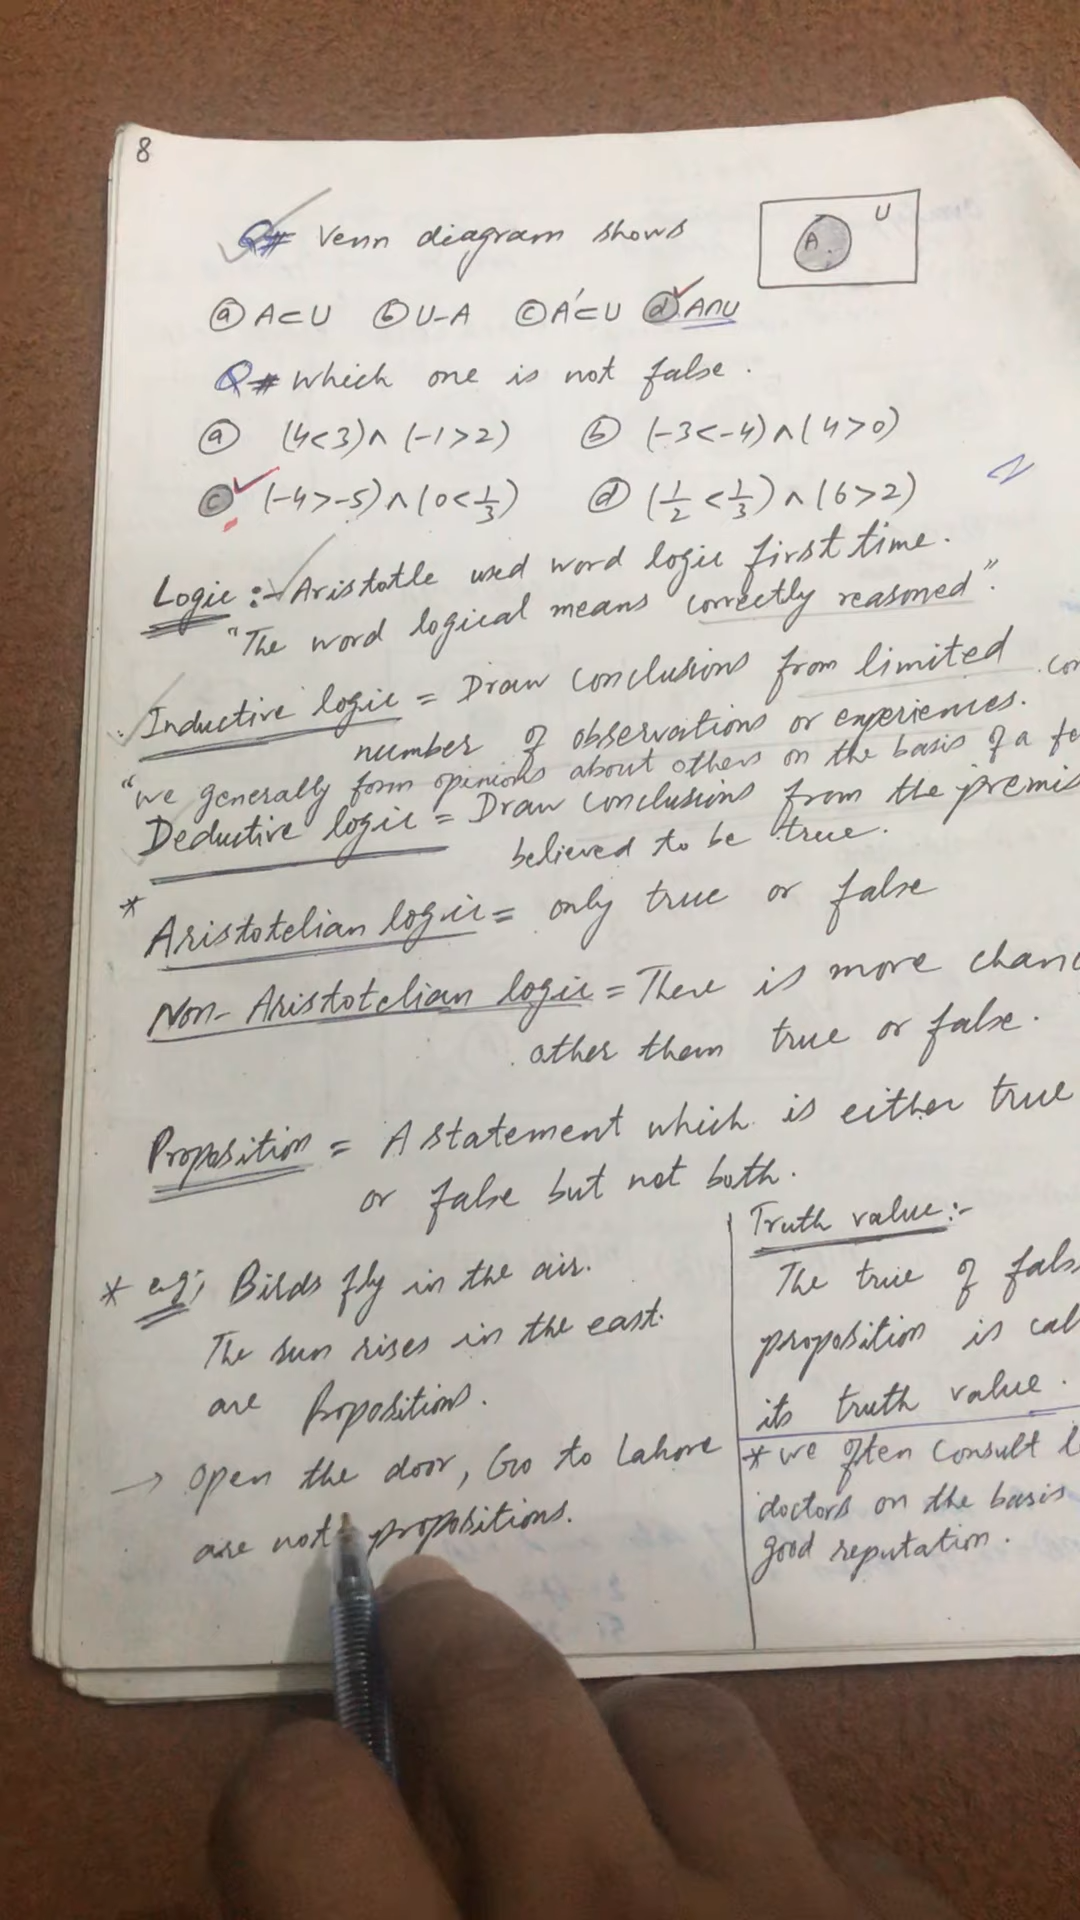 8
Q# Venn diagram shows
A U
ⓐ A⊂U ⓑ U-A ⓒ A'⊂U ⓓ A∩U
Q# which one is not false.
ⓐ (4<3)∧(-1>2) ⓑ (-3<-4)∧(4>0)
ⓒ (-4>-5)∧(0<1/3) ⓓ (1/2<1/3)∧(6>2)
Logic :- Aristotle used word logic first time.
"The word logical means correctly reasoned".
Inductive logic = Draw conclusions from limited
number of observations or experiences.
"we generally form opinions about others on the basis of a
Deductive logic = Draw conclusions from the
believed to be true.
* Aristotelian logic = only true or false
Non-Aristotelian logic = There is more
other them true or false.
Proposition = A statement which is either true
or false but not both.
* eg; Birds fly in the air.
The sun rises in the east.
are Propositions.
→ Open the door, Go to Lahore
are not propositions.
Truth value:-
The true of
proposition is
its truth value.
* we often consult
doctors on the basis
good reputation.